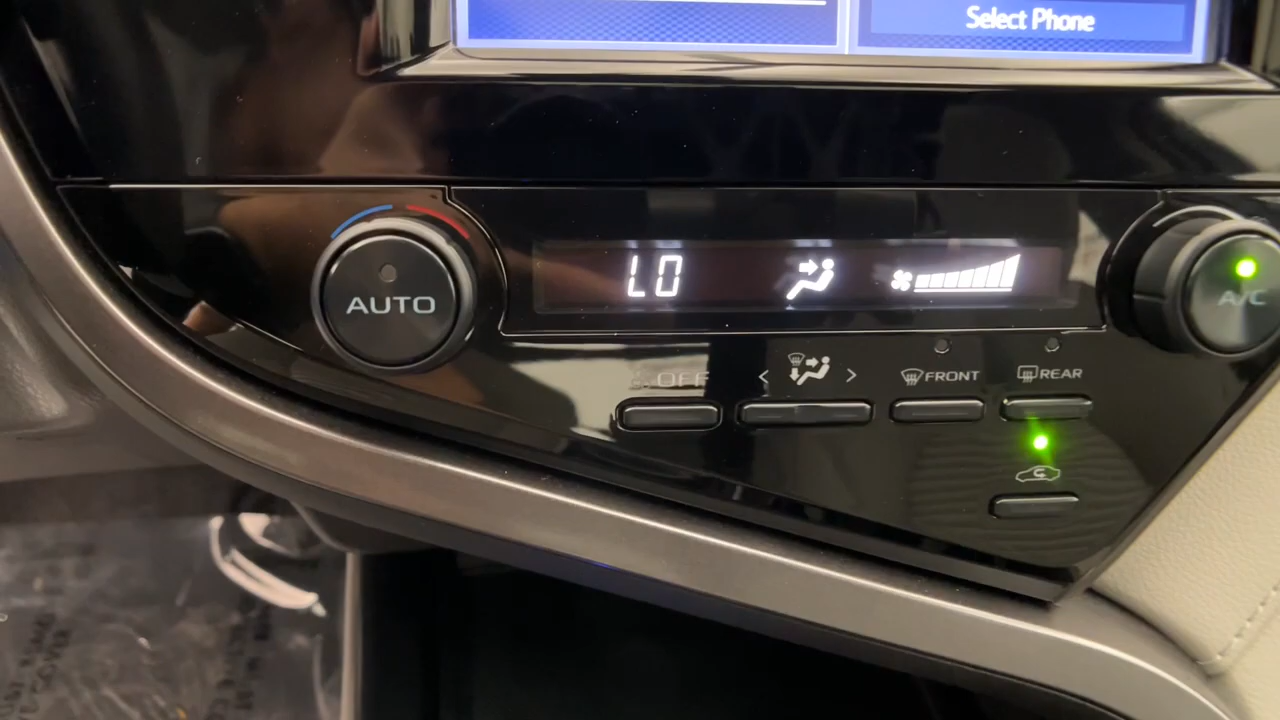 Select Phone
AUTO
LO
A/C
OFF
< >
FRONT
REAR